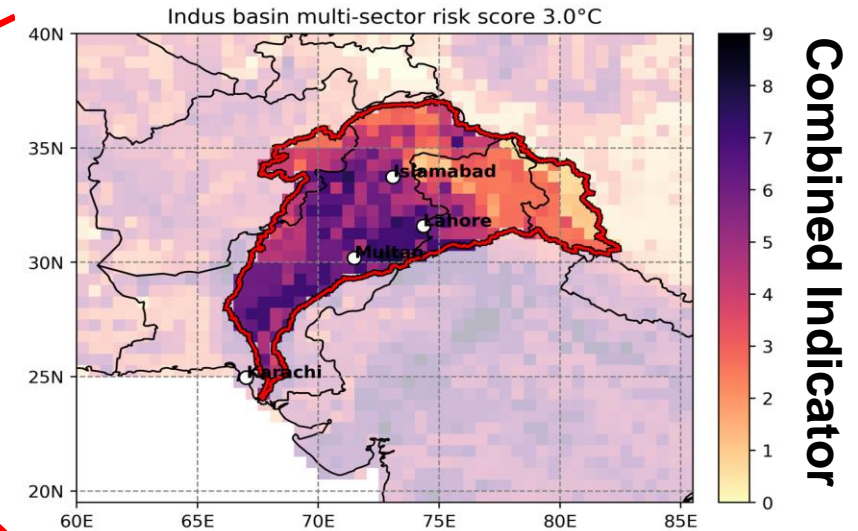 Indus basin multi-sector risk score 3.0°C
40N
35N
30N
25N
20N
60E
65E
70E
75E
80E
85E
Islamabad
Lahore
Multan
Karachi
9
8
7
6
5
4
3
2
1
0
Combined Indicator